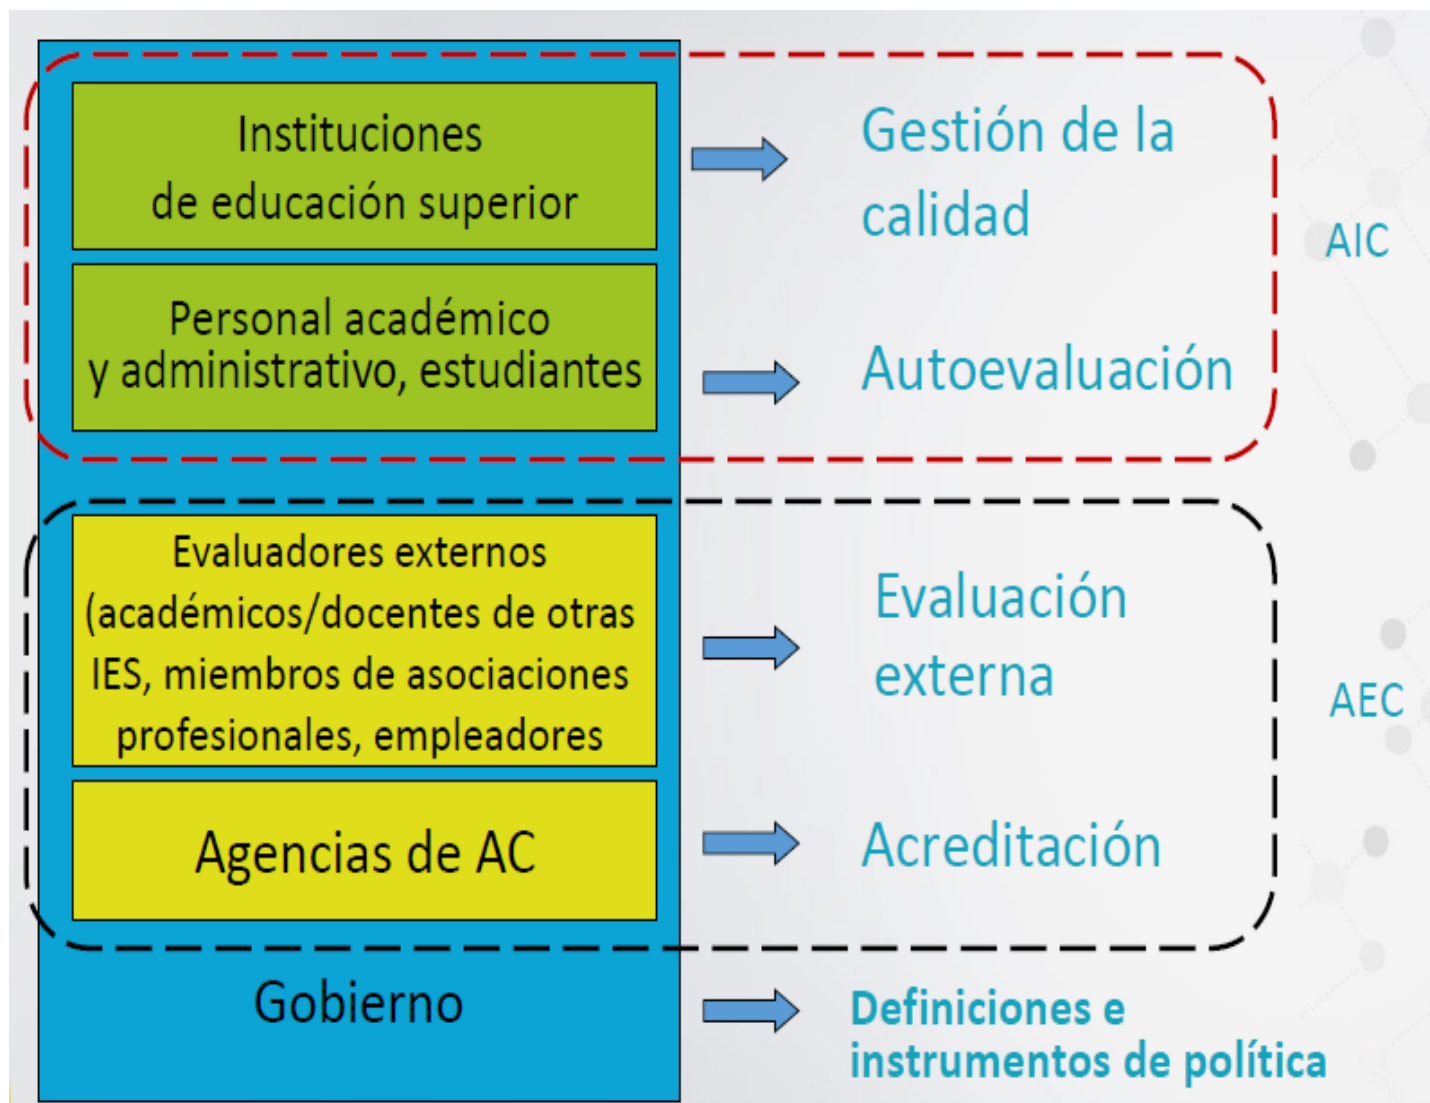 Instituciones
de educación superior
Gestión de la
calidad
AIC
Personal académico
y administrativo, estudiantes
Autoevaluación
Evaluadores externos
(académicos/docentes de otras
IES, miembros de asociaciones
profesionales, empleadores
Evaluación
externa
AEC
Agencias de AC
Acreditación
Gobierno
Definiciones e
instrumentos de política